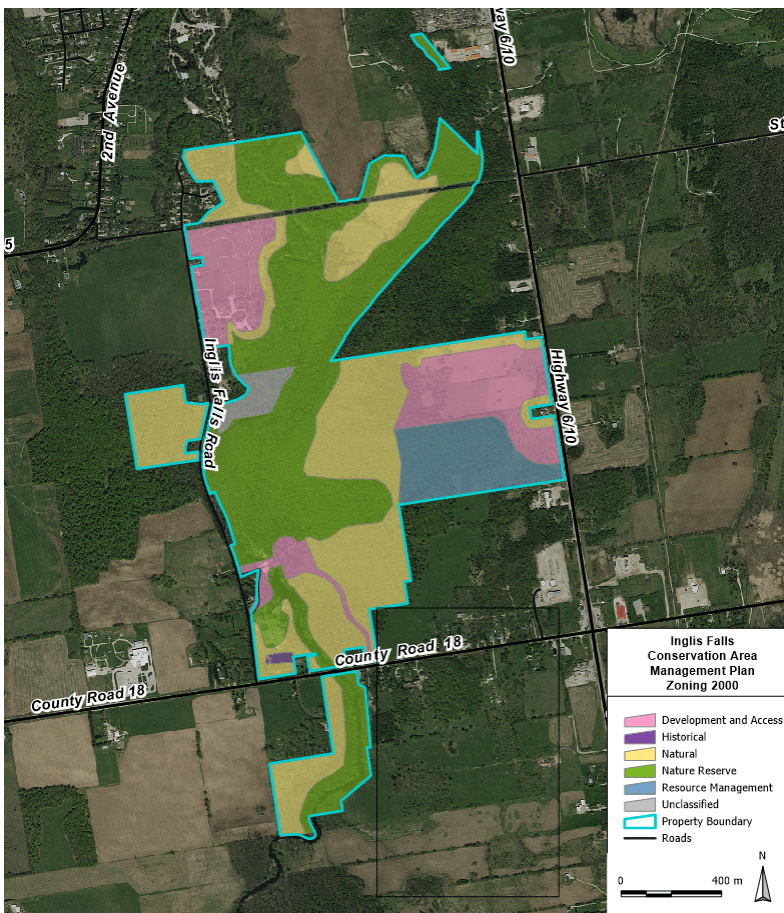 way 6/10
2nd Avenue
St
5
Inglis Falls Road
Highway 6/10
County Road 18
County Road 18
Inglis Falls
Conservation Area
Management Plan
Zoning 2000
Development and Access
Historical
Natural
Nature Reserve
Resource Management
Unclassified
Property Boundary
Roads
N
0 400 m